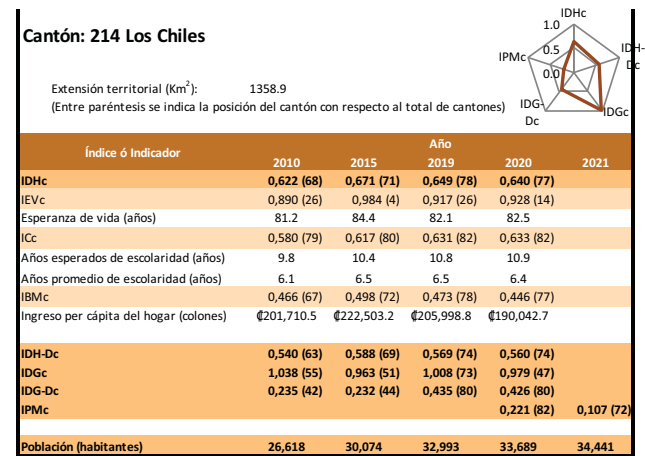 IDHc
1.0
0.5
0.0
IPMc
IDH-
Dc
IDG-
Dc
IDGc
Cantón: 214 Los Chiles
Extensión territorial (Km2): 1358.9
(Entre paréntesis se indica la posición del cantón con respecto al total de cantones)
Índice ó Indicador Año
2010 2015 2019 2020 2021
IDHc 0,622 (68) 0,671 (71) 0,649 (78) 0,640 (77)
IEVc 0,890 (26) 0,984 (4) 0,917 (26) 0,928 (14)
Esperanza de vida (años) 81.2 84.4 82.1 82.5
ICc 0,580 (79) 0,617 (80) 0,631 (82) 0,633 (82)
Años esperados de escolaridad (años) 9.8 10.4 10.8 10.9
Años promedio de escolaridad (años) 6.1 6.5 6.5 6.4
IBMc 0,466 (67) 0,498 (72) 0,473 (78) 0,446 (77)
Ingreso per cápita del hogar (colones) ₡201,710.5 ₡222,503.2 ₡205,998.8 ₡190,042.7
IDH-Dc 0,540 (63) 0,588 (69) 0,569 (74) 0,560 (74)
IDGc 1,038 (55) 0,963 (51) 1,008 (73) 0,979 (47)
IDG-Dc 0,235 (42) 0,232 (44) 0,435 (80) 0,426 (80)
IPMc 0,221 (82) 0,107 (72)
Población (habitantes) 26,618 30,074 32,993 33,689 34,441